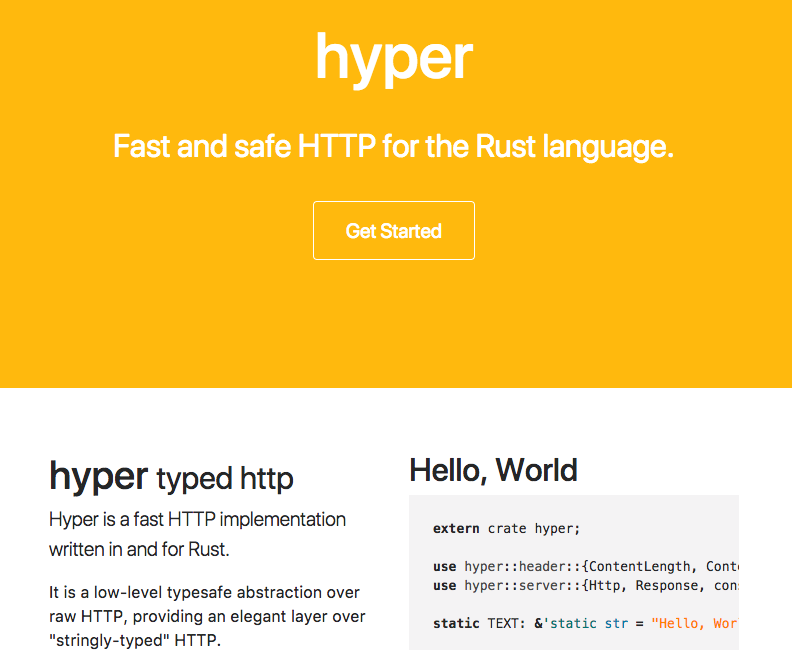 hyper
Fast and safe HTTP for the Rust language.
Get Started
hyper typed http
Hyper is a fast HTTP implementation
written in and for Rust.
It is a low-level typesafe abstraction over
raw HTTP, providing an elegant layer over
"stringly-typed" HTTP.
Hello, World
extern crate hyper;
use hyper::header::{ContentLength,
use hyper::server::{Http, Response,
static TEXT: &'static str = "Hello,